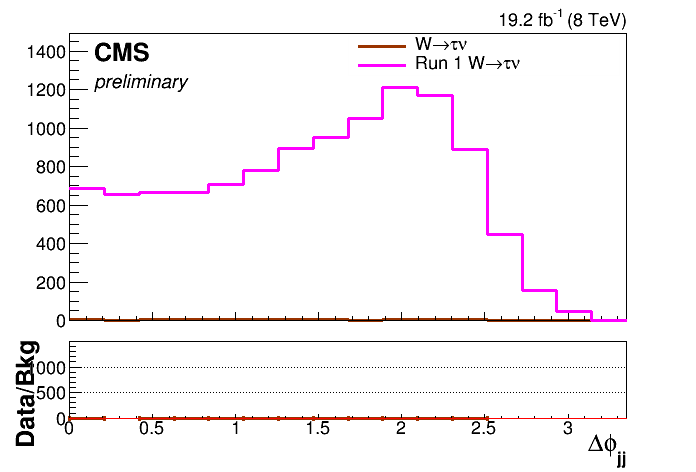 19.2 fb⁻¹ (8 TeV)
CMS
preliminary
W→τν
Run 1 W→τν
1400
1200
1000
800
600
400
200
0
Data/Bkg
1000
500
0
0 0.5 1 1.5 2 2.5 3
Δϕjj